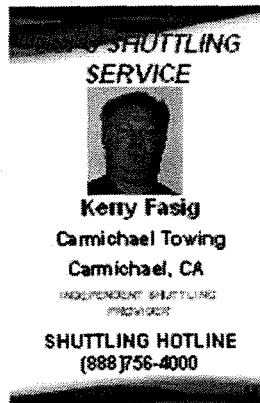 SHUTTLING
SERVICE
Kerry Fasig
Carmichael Towing
Carmichael, CA
INDEPENDENT SHUTTLING
PROVIDER
SHUTTLING HOTLINE
(888)756-4000